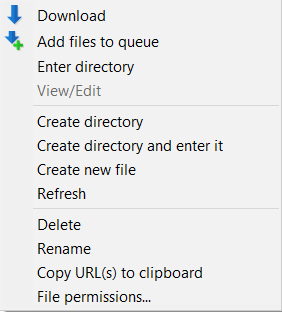 Download
Add files to queue
Enter directory
View/Edit
Create directory
Create directory and enter it
Create new file
Refresh
Delete
Rename
Copy URL(s) to clipboard
File permissions...